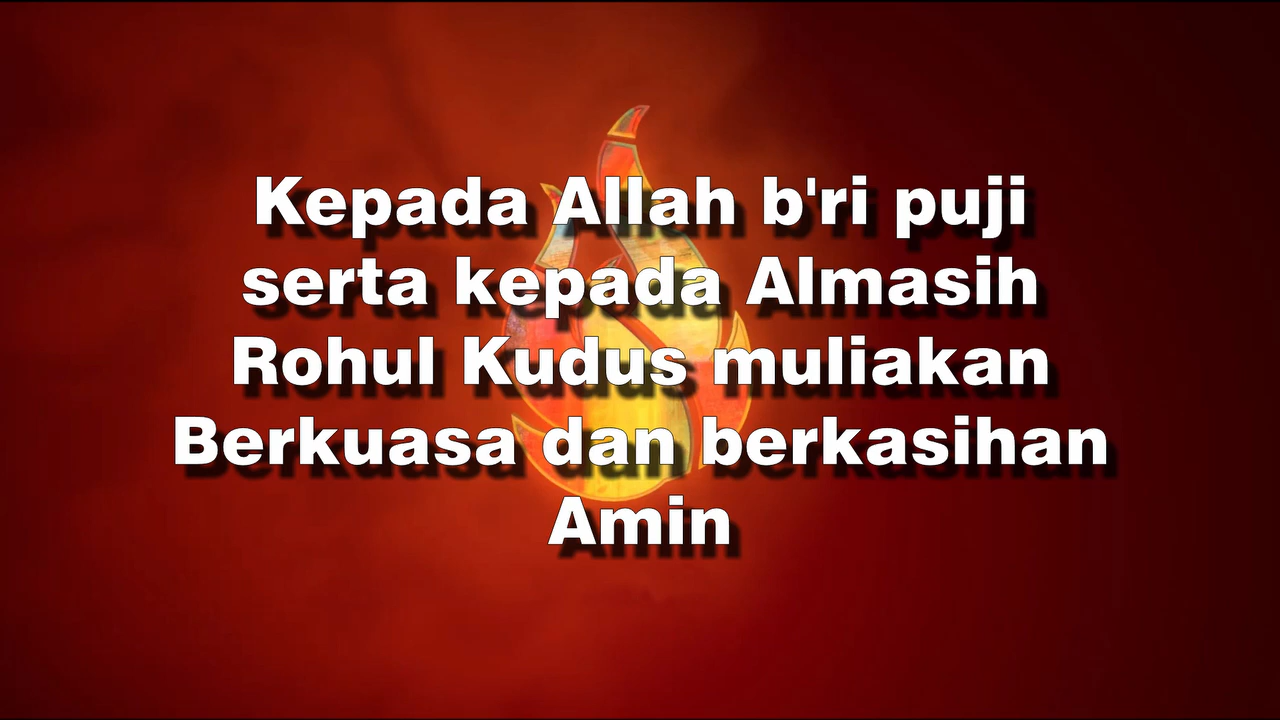 Kepada Allah b'ri puji
serta kepada Almasih
Rohul Kudus muliakan
Berkuasa dan berkasihan
Amin